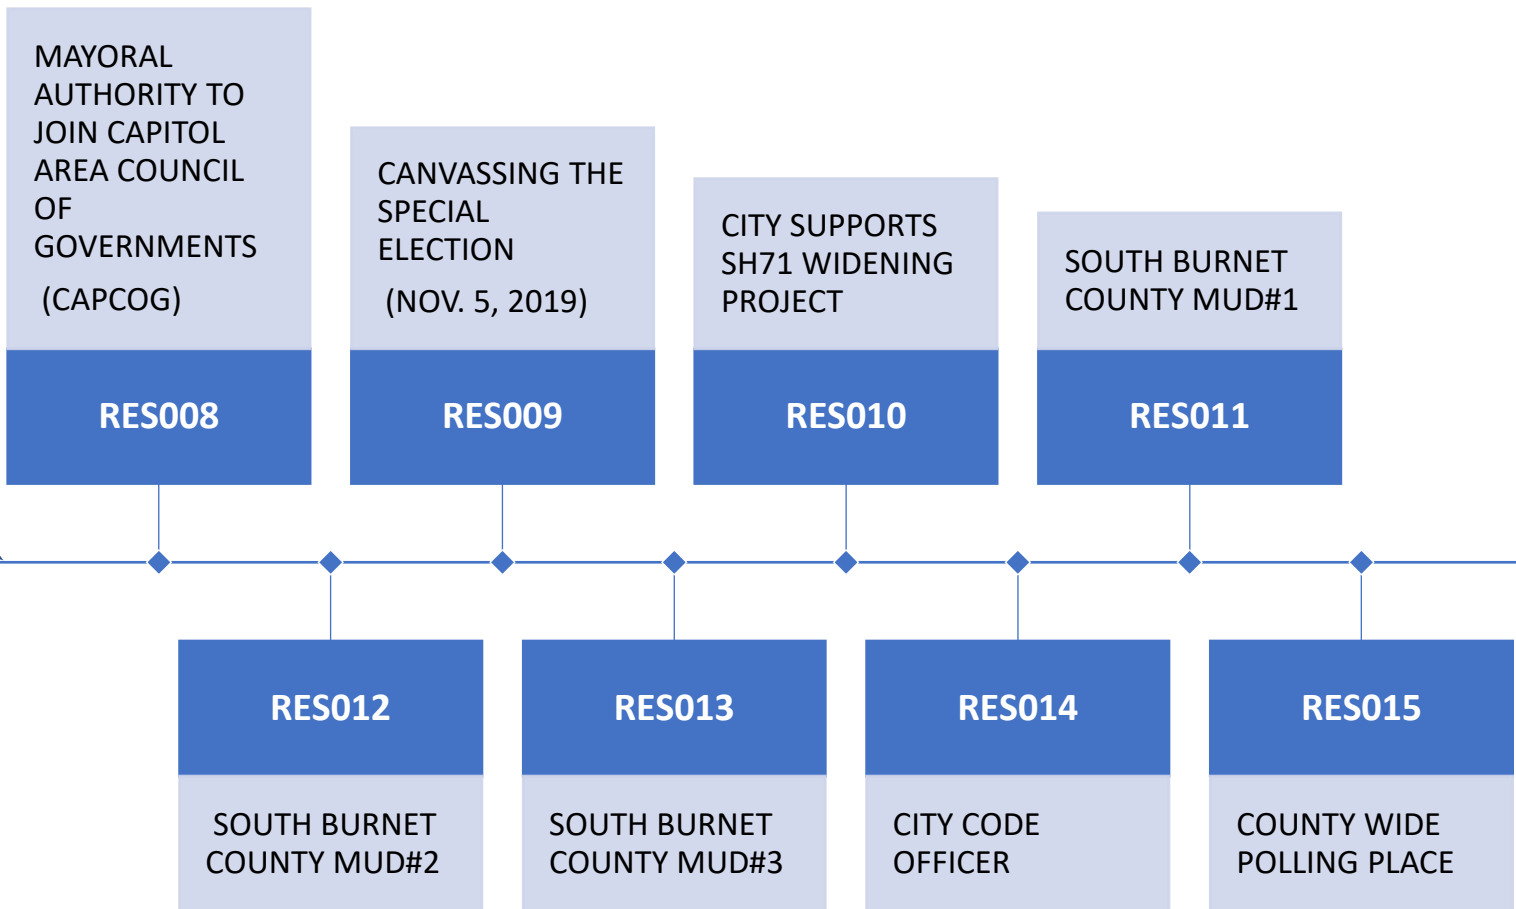 MAYORAL
AUTHORITY TO
JOIN CAPITOL
AREA COUNCIL
OF
GOVERNMENTS
(CAPCOG)
RES008
CANVASSING THE
SPECIAL
ELECTION
(NOV. 5, 2019)
RES009
CITY SUPPORTS
SH71 WIDENING
PROJECT
RES010
SOUTH BURNET
COUNTY MUD#1
RES011
RES012
SOUTH BURNET
COUNTY MUD#2
RES013
SOUTH BURNET
COUNTY MUD#3
RES014
CITY CODE
OFFICER
RES015
COUNTY WIDE
POLLING PLACE